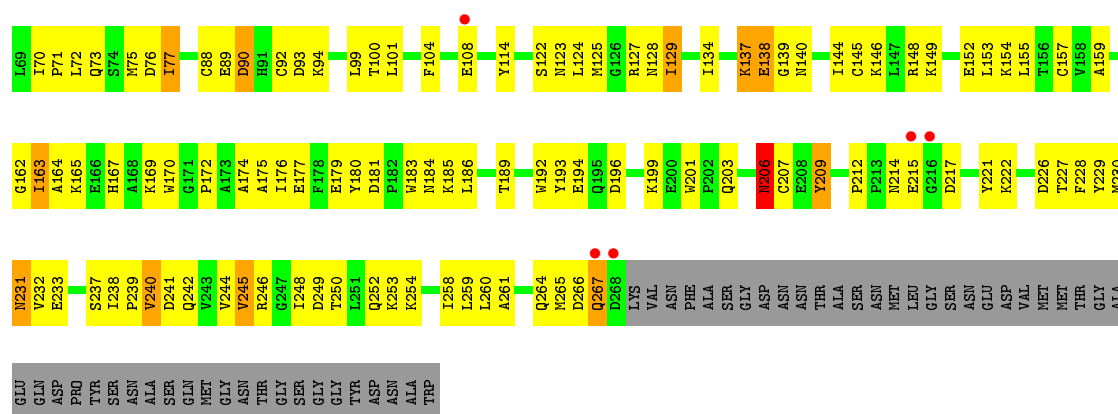 L69 I70 P71 L72 Q73 S74 M75 D76 I77 C88 E89 D90 H91 C92 D93 K94 L99 T100 L101 F104 E108 Y114 S122 N123 L124 M125 G126 R127 N128 I129 I134 K137 E138 G139 N140 I144 C145 K146 L147 R148 K149 E152 L153 K154 L155 T156 C157 V158 A159
G162 I163 A164 K165 E166 H167 A168 K169 W170 G171 P172 A173 A174 A175 I176 E177 F178 E179 Y180 D181 P182 W183 N184 K185 L186 T189 W192 Y193 E194 Q195 D196 K199 E200 W201 P202 Q203 N206 C207 E208 Y209 P212 P213 N214 E215 G216 D217 Y221 K222 D226 T227 F228 Y229
N231 V232 E233 S237 I238 P239 V240 D241 Q242 V243 V244 V245 R246 G247 I248 D249 T250 L251 Q252 K253 K254 I258 L259 L260 A261 Q264 M265 D266 Q267 D268 LYS VAL ASN PHE ALA SER GLY ASP ASN ASN THR ALA SER ASN MET LEU GLY SER ASN GLU ASP VAL MET MET THR GLY ALA
GLU GLN ASP PRO TYR SER ASN ALA SER GLN MET GLY ASN THR GLY SER GLY GLY TYR ASP ASN ALA TRP